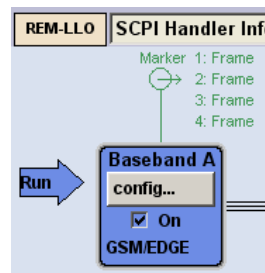 REM-LLO SCPI Handler Inf
Marker 1: Frame
2: Frame
3: Frame
4: Frame
Baseband A
Run
config...
On
GSM/EDGE